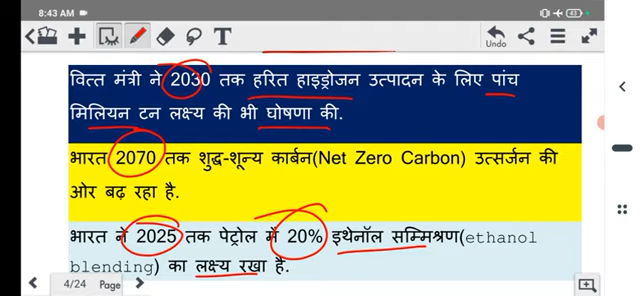 8:43 AM
43
T
Undo
वित्त मंत्री ने 2030 तक हरित हाइड्रोजन उत्पादन के लिए पांच
मिलियन टन लक्ष्य की भी घोषणा की.
भारत 2070 तक शुद्ध-शून्य कार्बन(Net Zero Carbon) उत्सर्जन की
ओर बढ़ रहा है.
भारत ने 2025 तक पेट्रोल में 20% इथेनॉल सम्मिश्रण(ethanol
blending) का लक्ष्य रखा है.
4/24 Page